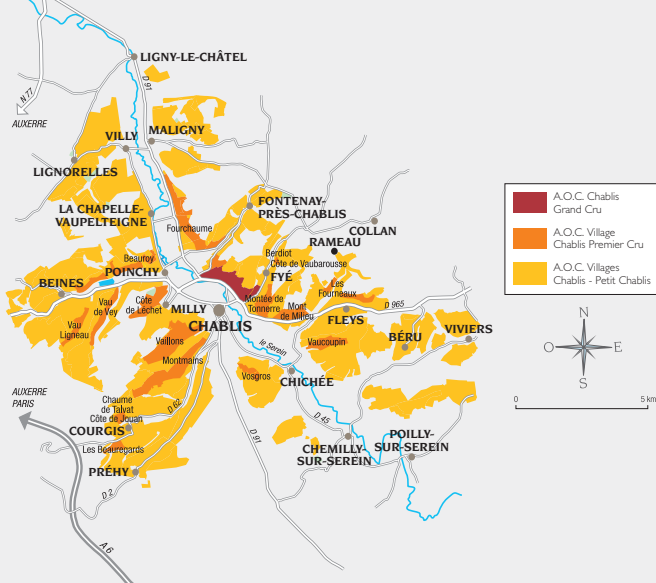 LIGNY-LE-CHÂTEL
D 91
N 77
AUXERRE
VILLY
MALIGNY
LIGNORELLES
LA CHAPELLE-
VAUPELTEIGNE
Fourchaume
FONTENAY-
PRÈS-CHABLIS
COLLAN
RAMEAU
Berdiot
Côte de Vaubarousse
Beauroy
POINCHY
FYÉ
BEINES
Les
Fourneaux
Vau
de Vey
Côte
de Léchet
MILLY
Montée de
Tonnerre
Mont
de Milieu
D 965
CHABLIS
FLEYS
Vau
Ligneau
VIVIERS
BÉRU
Vaillons
le Serein
Vaucoupin
Montmains
Vosgros
CHICHÉE
AUXERRE
PARIS
Chaume
de Talvat
Côte de Jouan
D 62
D 45
COURGIS
D 91
Les Beauregards
CHEMILLY-
SUR-SEREIN
POILLY-
SUR-SEREIN
PRÉHY
D 2
A 6
A.O.C. Chablis
Grand Cru
A.O.C. Village
Chablis Premier Cru
A.O.C. Villages
Chablis - Petit Chablis
N
O
E
S
0
5 km